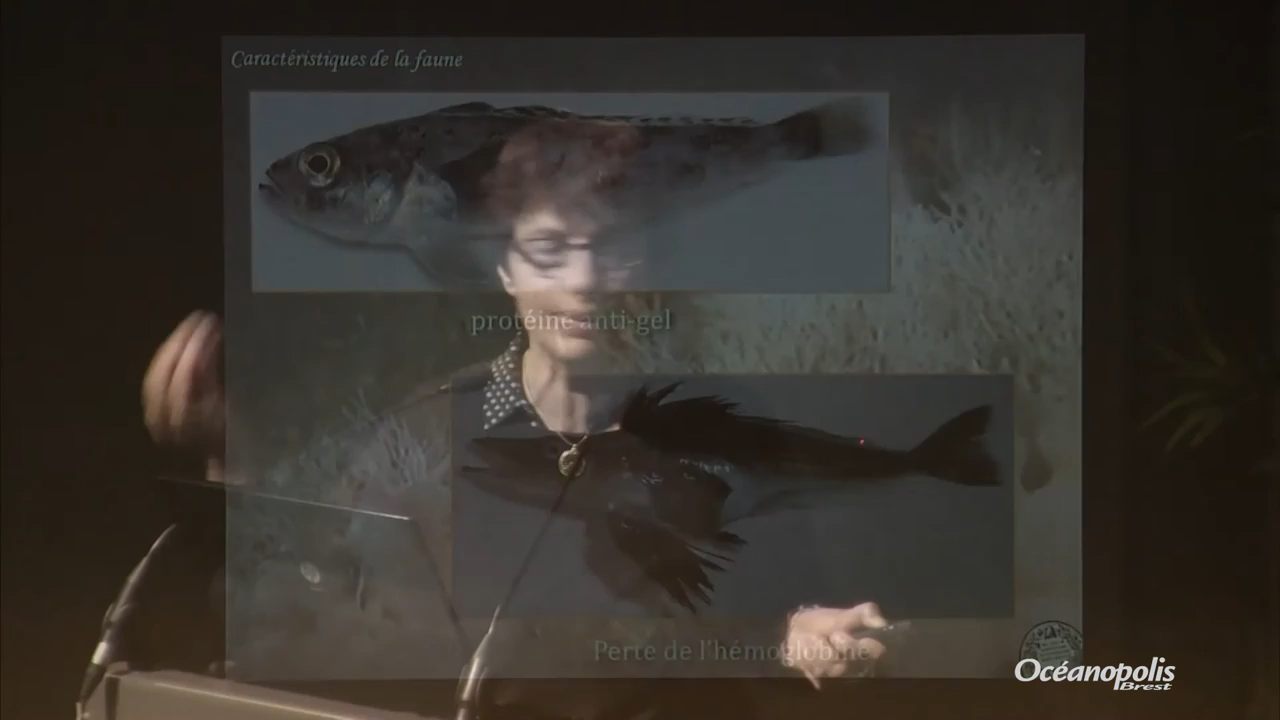 Caractéristiques de la faune
protéine anti-gel
Perte de l'hémoglobine
Océanopolis
Brest